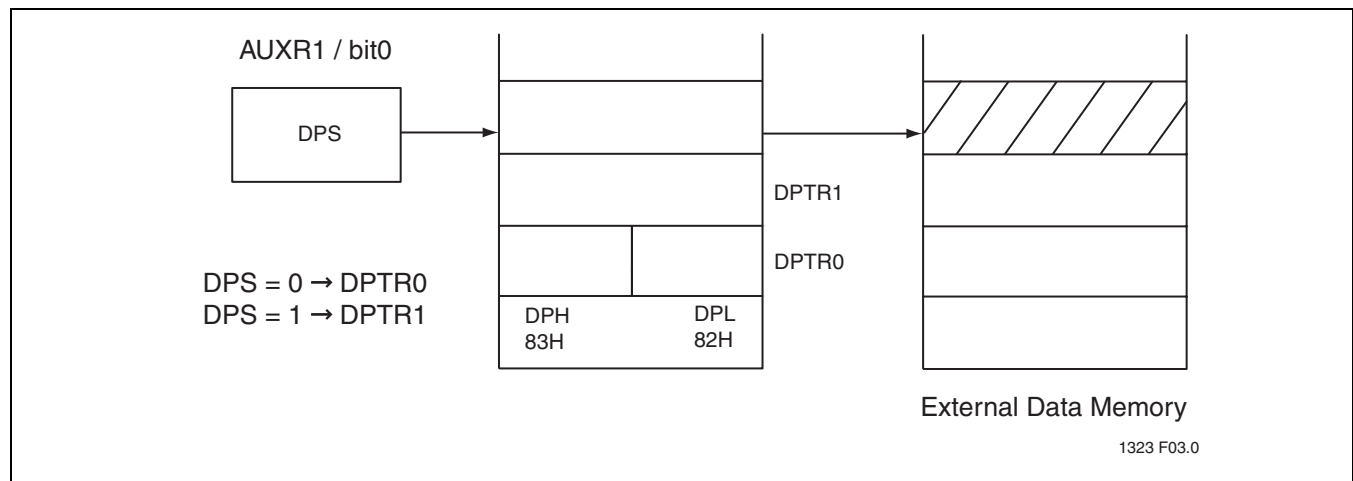 AUXR1 / bit0
DPS
DPTR1
DPTR0
DPS = 0 → DPTR0
DPS = 1 → DPTR1
DPH
83H
DPL
82H
External Data Memory
1323 F03.0